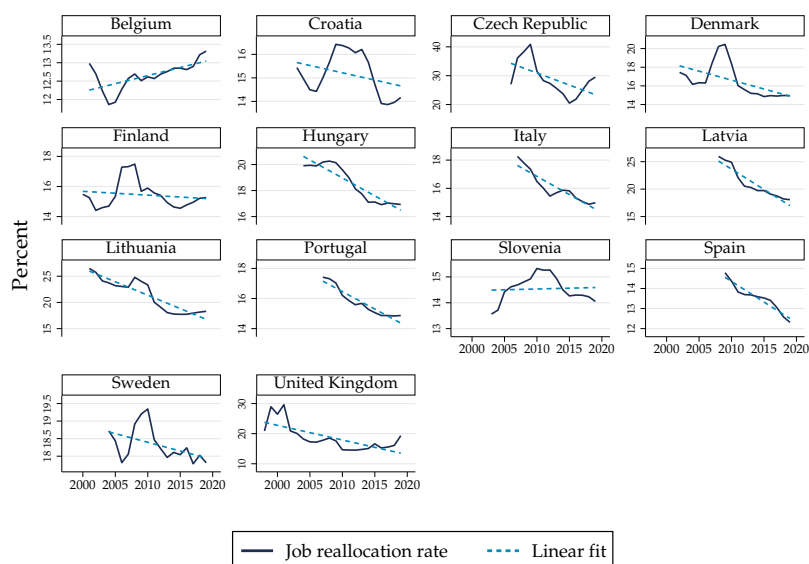 Belgium Croatia Czech Republic Denmark
12 12.5 13 13.5
14 15 16
20 30 40
14 16 18 20
Finland Hungary Italy Latvia
14 16 18
16 18 20
14 16 18
15 20 25
Percent
Lithuania Portugal Slovenia Spain
15 20 25
14 16 18
13 14 15
12 13 14 15
2000 2005 2010 2015 2020 2000 2005 2010 2015 2020
Sweden United Kingdom
18 18.5 19 19.5
10 20 30
2000 2005 2010 2015 2020 2000 2005 2010 2015 2020
Job reallocation rate Linear fit